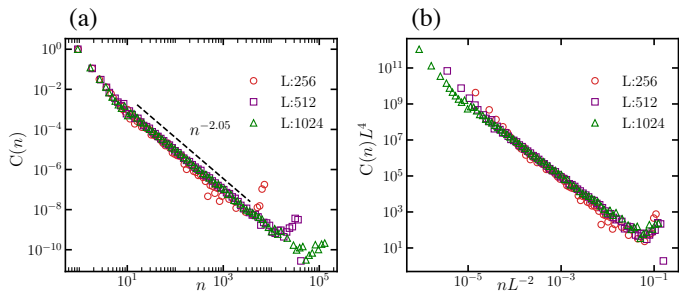 (a)
10^0
10^{-2}
10^{-4}
10^{-6}
10^{-8}
10^{-10}
C(n)
L:256
L:512
L:1024
n^{-2.05}
10^1
10^3
10^5
n
(b)
10^{11}
10^9
10^7
10^5
10^3
10^1
C(n)L^4
L:256
L:512
L:1024
10^{-5}
10^{-3}
10^{-1}
nL^{-2}